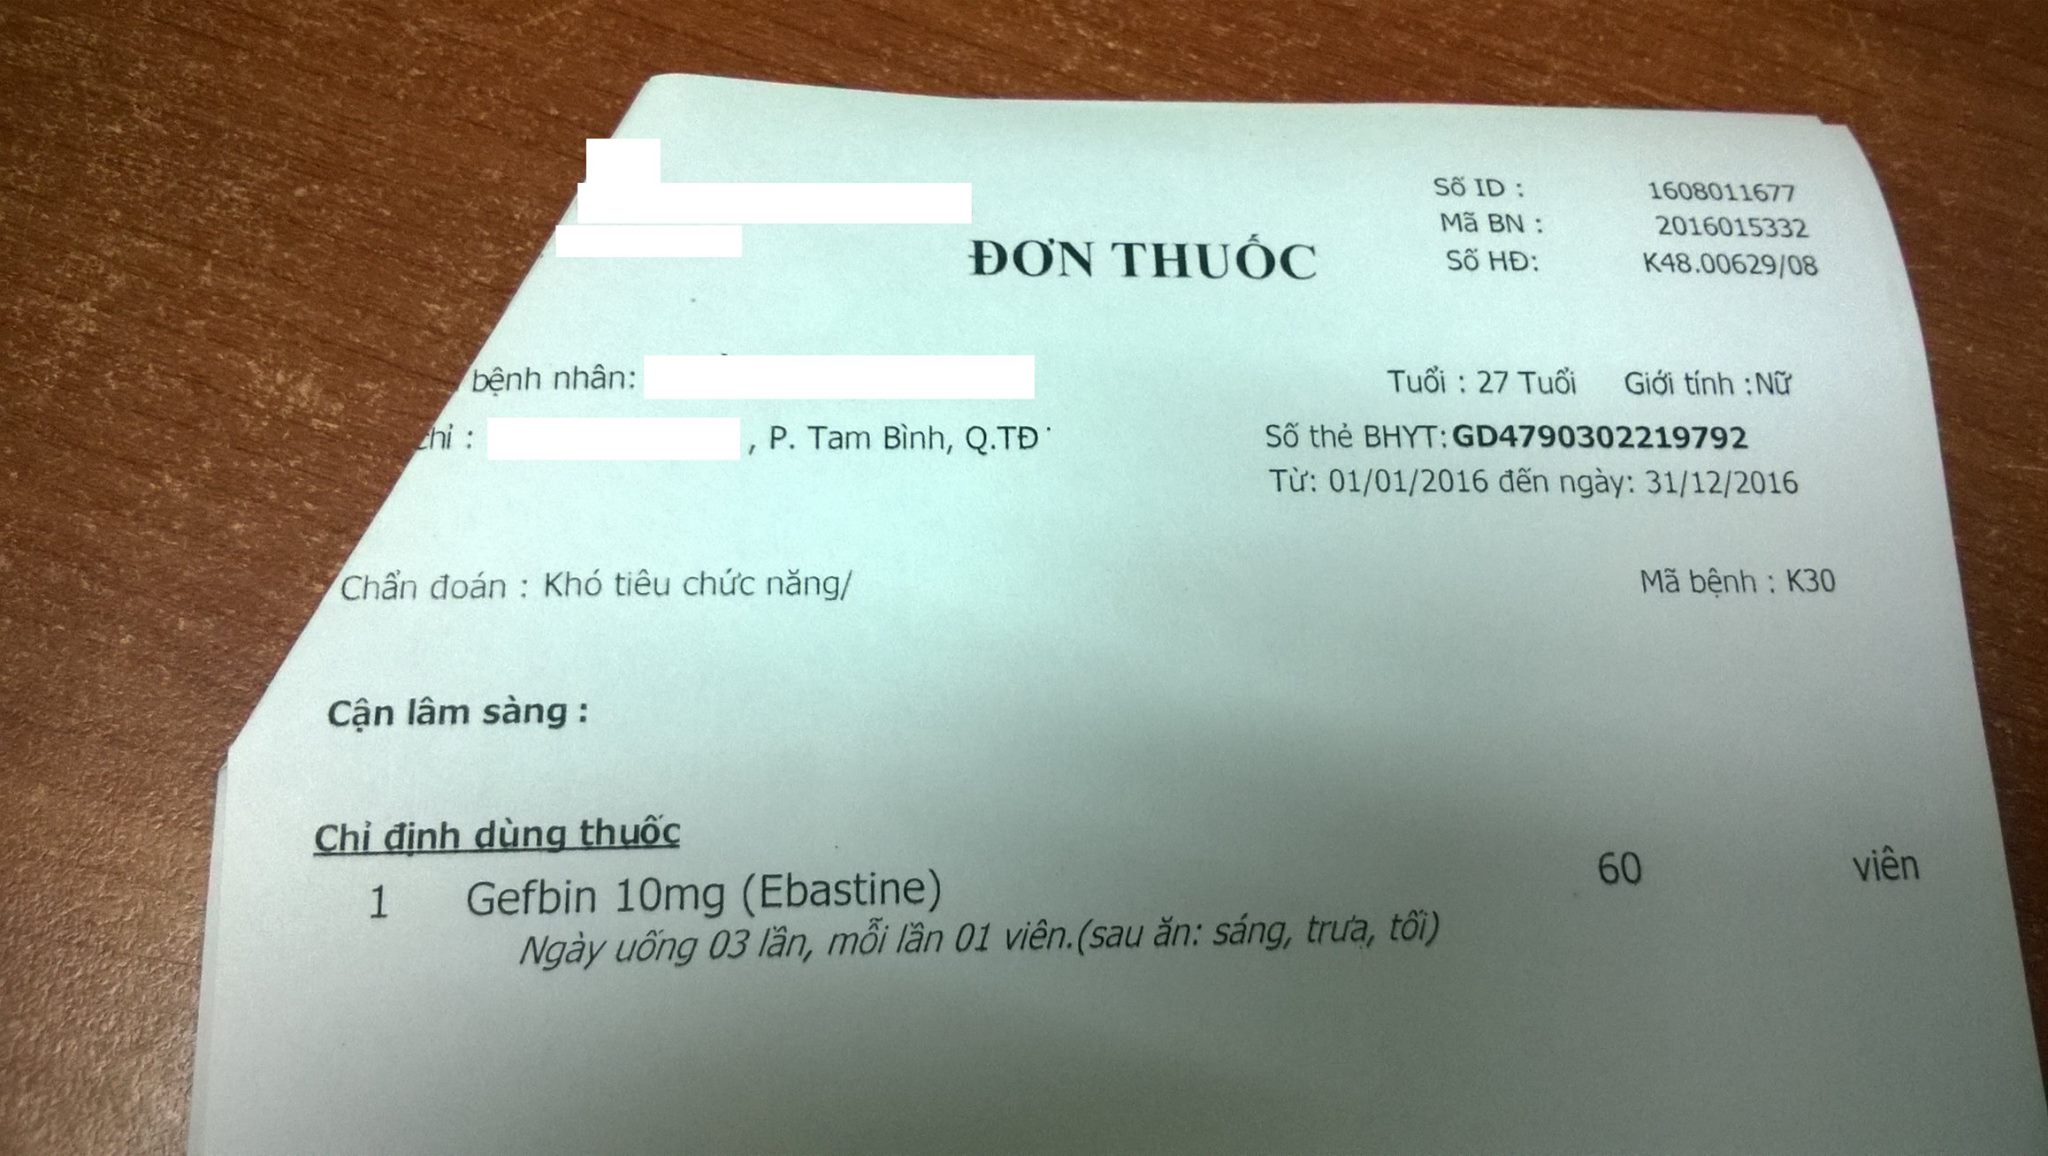 Số ID : 1608011677
Mã BN : 2016015332
ĐƠN THUỐC
Số HĐ: K48.00629/08
bệnh nhân: Tuổi : 27 Tuổi Giới tính :Nữ
chỉ : , P. Tam Bình, Q.TĐ Số thẻ BHYT:GD4790302219792
Từ: 01/01/2016 đến ngày: 31/12/2016
Chẩn đoán : Khó tiêu chức năng/ Mã bệnh : K30
Cận lâm sàng :
Chỉ định dùng thuốc
1 Gefbin 10mg (Ebastine) 60 viên
Ngày uống 03 lần, mỗi lần 01 viên.(sau ăn: sáng, trưa, tối)